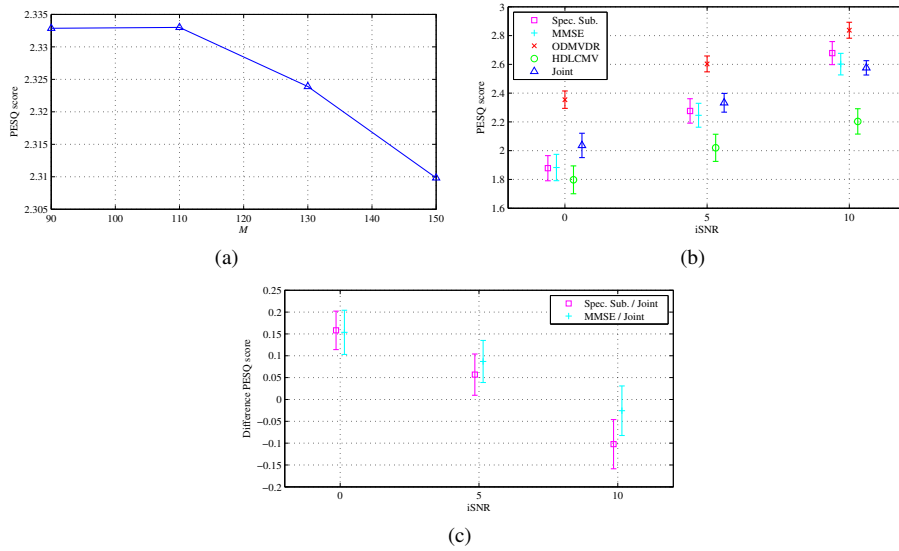 2.335
2.33
2.325
2.32
2.315
2.31
2.305
PESQ score
90
100
110
120
130
140
150
M
(a)
3
2.8
2.6
2.4
2.2
2
1.8
1.6
PESQ score
Spec. Sub.
MMSE
ODMVDR
HDLCMV
Joint
0
5
10
iSNR
(b)
0.25
0.2
0.15
0.1
0.05
0
−0.05
−0.1
−0.15
−0.2
Difference PESQ score
Spec. Sub. / Joint
MMSE / Joint
0
5
10
iSNR
(c)